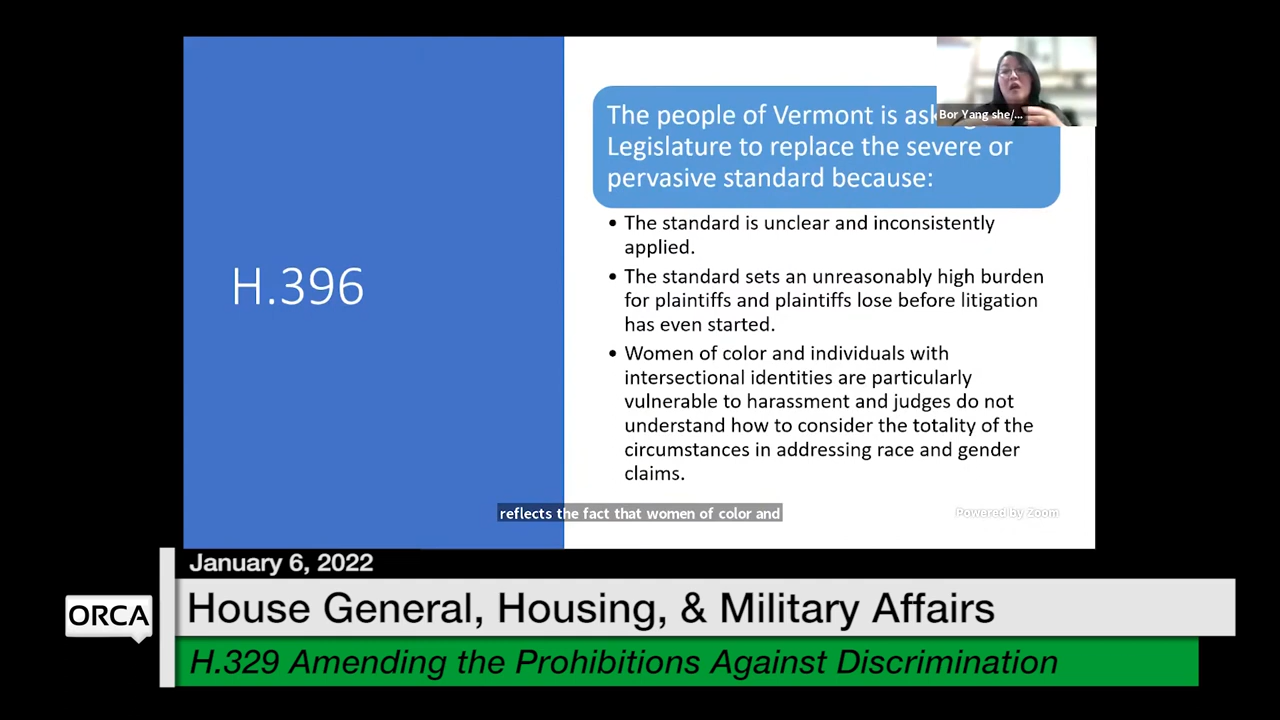 The people of Vermont is ask
Legislature to replace the severe or
pervasive standard because:
Bor Yang she/...
H.396
• The standard is unclear and inconsistently
applied.
• The standard sets an unreasonably high burden
for plaintiffs and plaintiffs lose before litigation
has even started.
• Women of color and individuals with
intersectional identities are particularly
vulnerable to harassment and judges do not
understand how to consider the totality of the
circumstances in addressing race and gender
claims.
reflects the fact that women of color and
Powered by Zoom
January 6, 2022
ORCA
House General, Housing, & Military Affairs
H.329 Amending the Prohibitions Against Discrimination